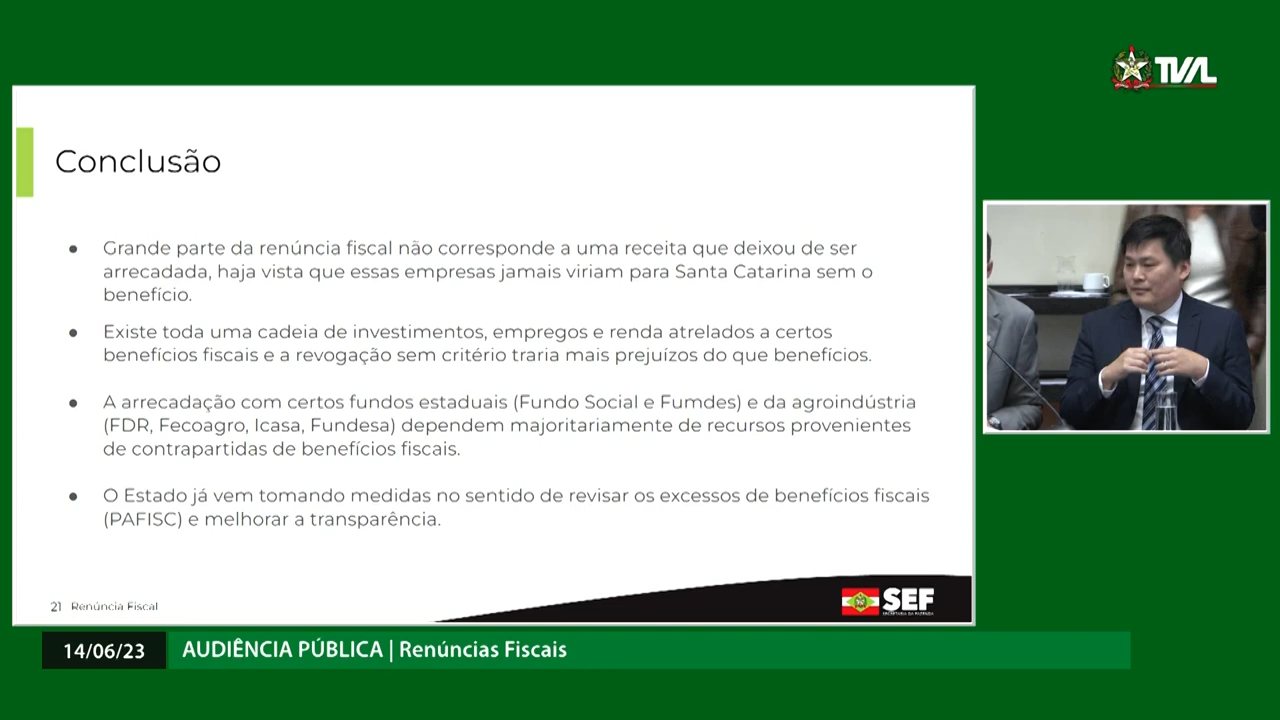 TVAL
Conclusão
● Grande parte da renúncia fiscal não corresponde a uma receita que deixou de ser
arrecadada, haja vista que essas empresas jamais viriam para Santa Catarina sem o
benefício.
● Existe toda uma cadeia de investimentos, empregos e renda atrelados a certos
benefícios fiscais e a revogação sem critério traria mais prejuízos do que benefícios.
● A arrecadação com certos fundos estaduais (Fundo Social e Fumdes) e da agroindústria
(FDR, Fecoagro, Icasa, Fundesa) dependem majoritariamente de recursos provenientes
de contrapartidas de benefícios fiscais.
● O Estado já vem tomando medidas no sentido de revisar os excessos de benefícios fiscais
(PAFISC) e melhorar a transparência.
21 Renúncia Fiscal
SEF
SECRETARIA DA FAZENDA
14/06/23 AUDIÊNCIA PÚBLICA | Renúncias Fiscais